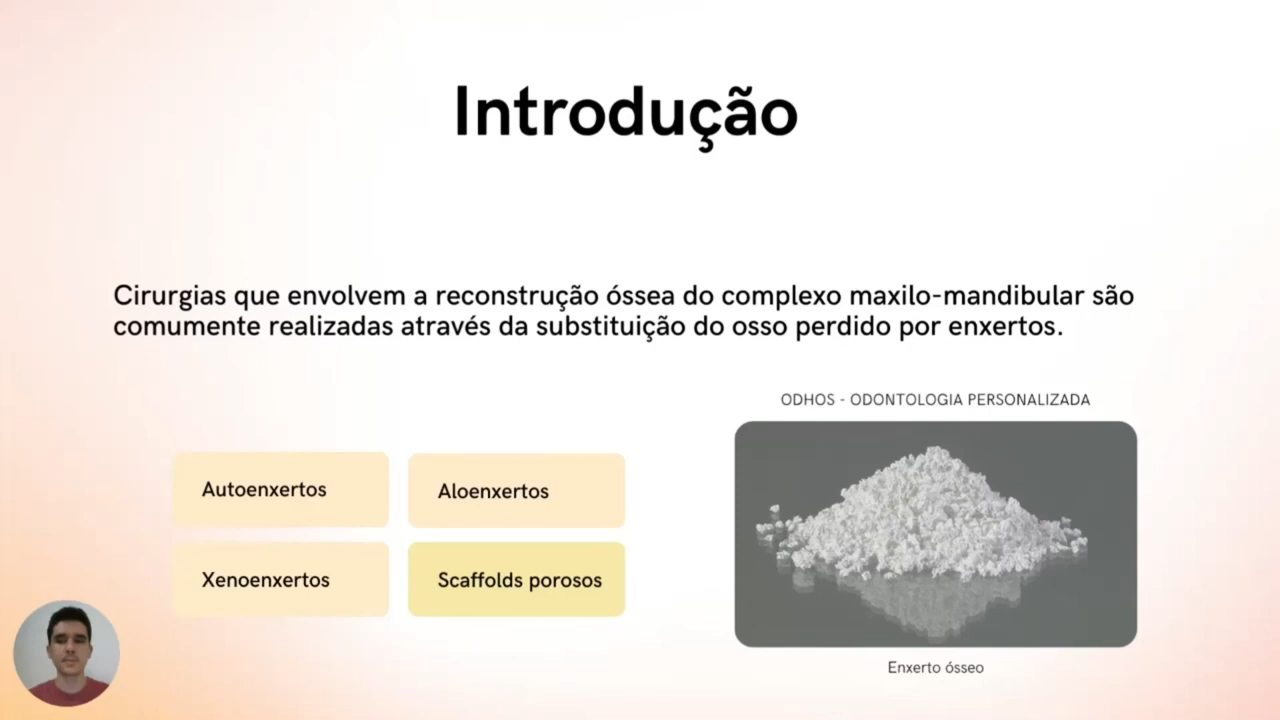 Introdução
Cirurgias que envolvem a reconstrução óssea do complexo maxilo-mandibular são
comumente realizadas através da substituição do osso perdido por enxertos.
ODHOS - ODONTOLOGIA PERSONALIZADA
Autoenxertos
Aloenxertos
Xenoenxertos
Scaffolds porosos
Enxerto ósseo